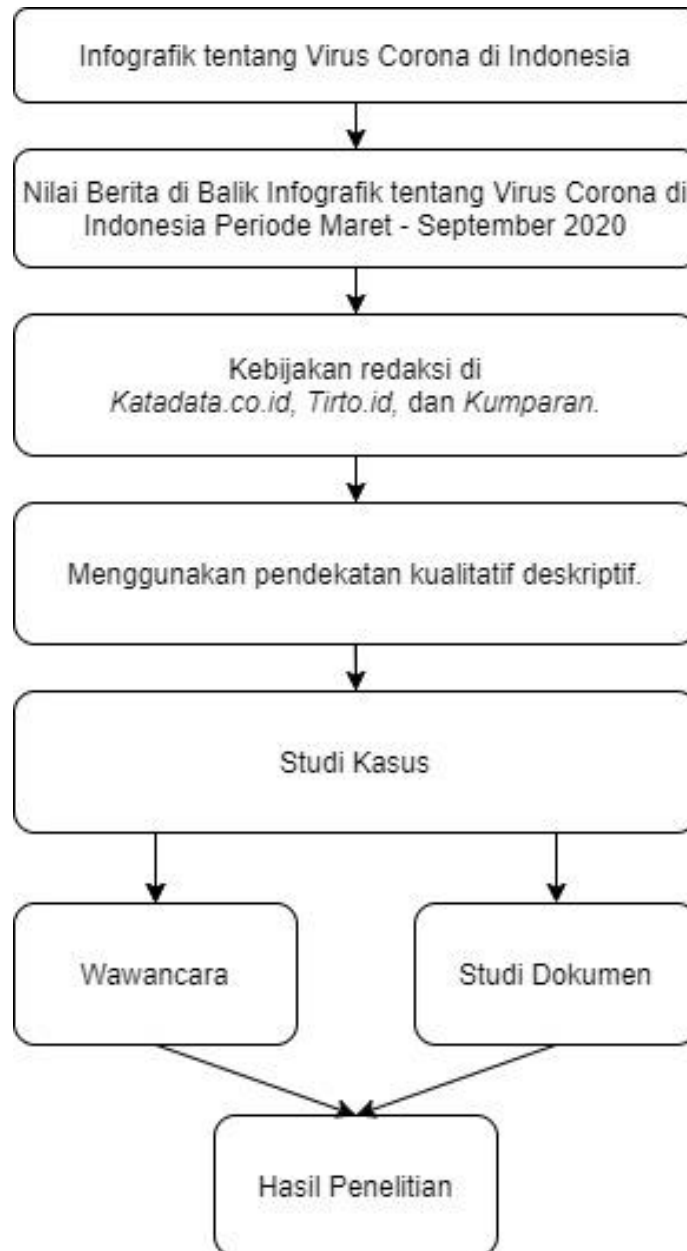 Infografik tentang Virus Corona di Indonesia
Nilai Berita di Balik Infografik tentang Virus Corona di
Indonesia Periode Maret - September 2020
Kebijakan redaksi di
Katadata.co.id, Tirto.id, dan Kumparan.
Menggunakan pendekatan kualitatif deskriptif.
Studi Kasus
Wawancara
Studi Dokumen
Hasil Penelitian